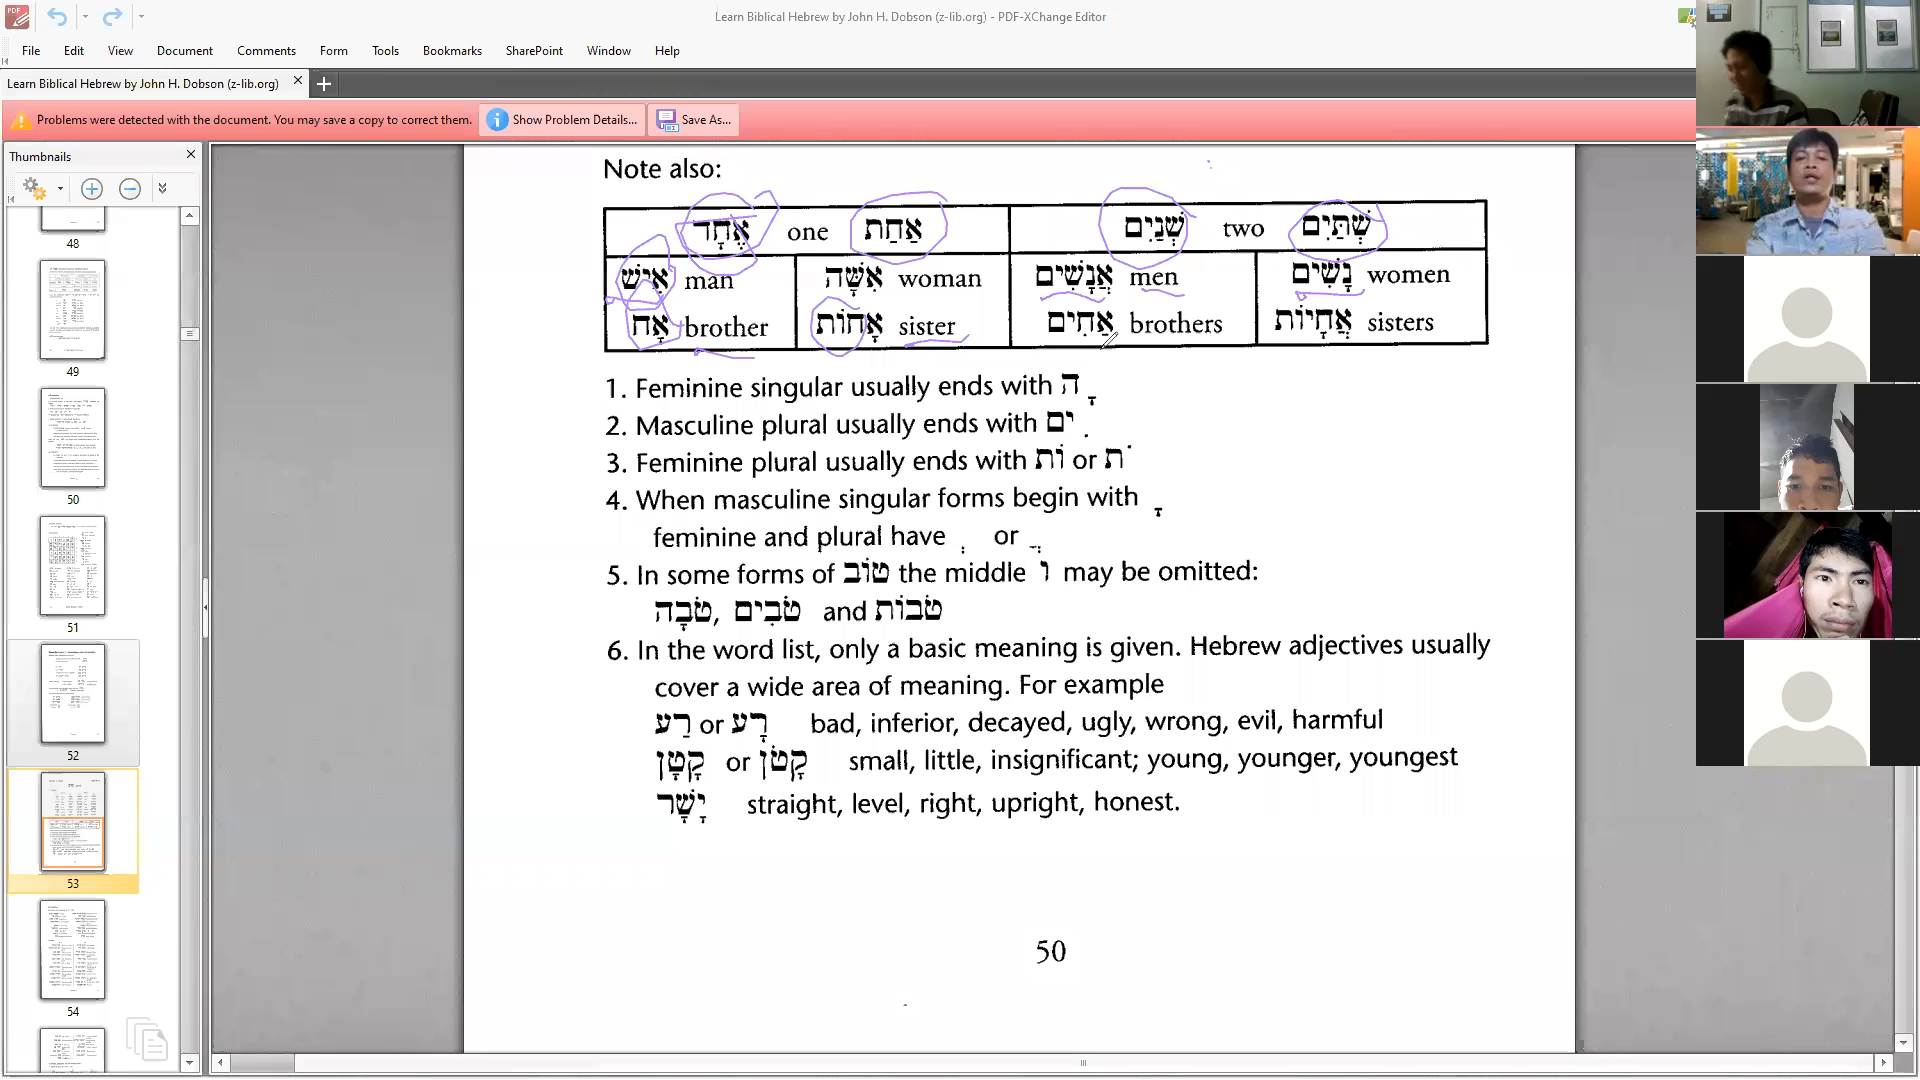 Learn Biblical Hebrew by John H. Dobson (z-lib.org) - PDF-XChange Editor
File Edit View Document Comments Form Tools Bookmarks SharePoint Window Help
Learn Biblical Hebrew by John H. Dobson (z-lib.org)
Problems were detected with the document. You may save a copy to correct them. Show Problem Details... Save As...
Thumbnails
48
49
50
51
52
53
54
Note also:
אֶחָד one אַחַת שְׁנַיִם two שְׁתַּיִם
אִישׁ man אִשָּׁה woman אֲנָשִׁים men נָשִׁים women
אָח brother אָחוֹת sister אַחִים brothers אֲחָיוֹת sisters
1. Feminine singular usually ends with ָה
2. Masculine plural usually ends with ִים
3. Feminine plural usually ends with וֹת or ֹת
4. When masculine singular forms begin with ָ
feminine and plural have ְ or ֲ
5. In some forms of טוֹב the middle וֹ may be omitted:
טֹבָה, טֹבִים and טֹבוֹת
6. In the word list, only a basic meaning is given. Hebrew adjectives usually
cover a wide area of meaning. For example
רַע or רָע bad, inferior, decayed, ugly, wrong, evil, harmful
קָטָן or קָטֹן small, little, insignificant; young, younger, youngest
יָשָׁר straight, level, right, upright, honest.
50